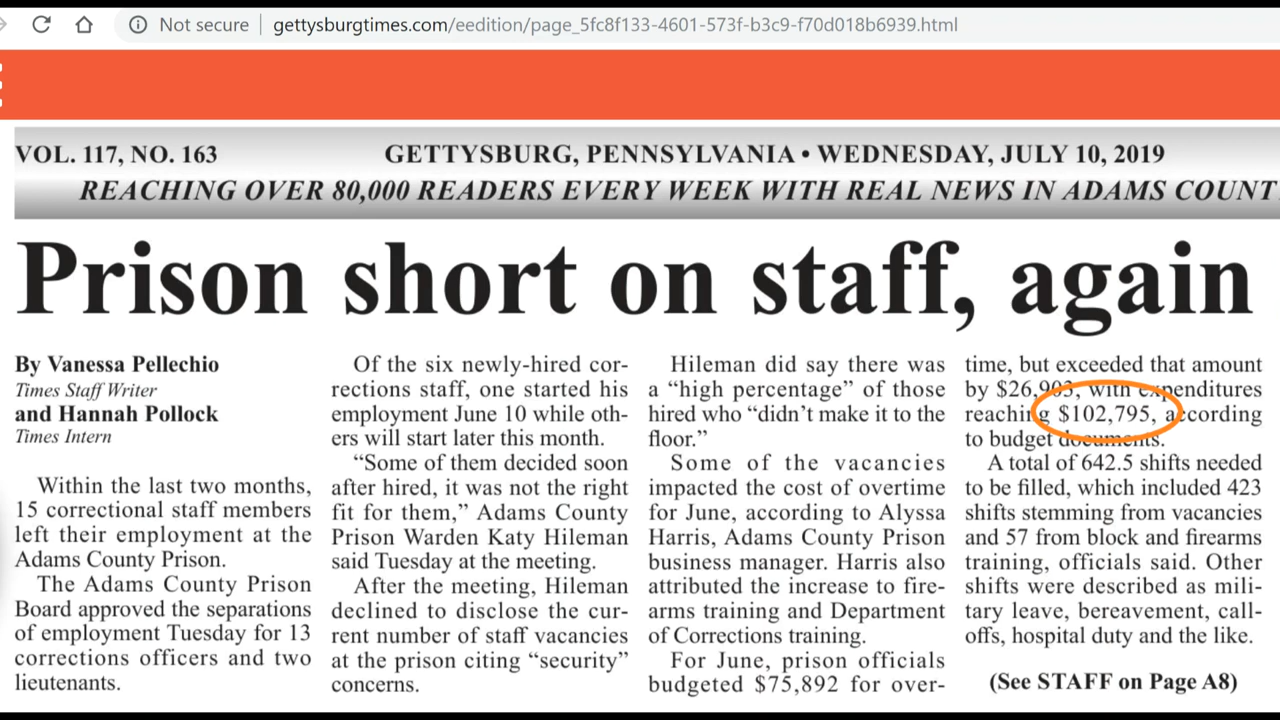 Not secure | gettysburgtimes.com/eedition/page_5fc8f133-4601-573f-b3c9-f70d018b6939.html
VOL. 117, NO. 163
GETTYSBURG, PENNSYLVANIA • WEDNESDAY, JULY 10, 2019
REACHING OVER 80,000 READERS EVERY WEEK WITH REAL NEWS IN ADAMS COUNT
Prison short on staff, again
By Vanessa Pellechio
Times Staff Writer
and Hannah Pollock
Times Intern
Within the last two months,
15 correctional staff members
left their employment at the
Adams County Prison.
The Adams County Prison
Board approved the separations
of employment Tuesday for 13
corrections officers and two
lieutenants.
Of the six newly-hired cor-
rections staff, one started his
employment June 10 while oth-
ers will start later this month.
“Some of them decided soon
after hired, it was not the right
fit for them,” Adams County
Prison Warden Katy Hileman
said Tuesday at the meeting.
After the meeting, Hileman
declined to disclose the cur-
rent number of staff vacancies
at the prison citing “security”
concerns.
Hileman did say there was
a “high percentage” of those
hired who “didn’t make it to the
floor.”
Some of the vacancies
impacted the cost of overtime
for June, according to Alyssa
Harris, Adams County Prison
business manager. Harris also
attributed the increase to fire-
arms training and Department
of Corrections training.
For June, prison officials
budgeted $75,892 for over-
time, but exceeded that amount
by $26,903, with expenditures
reaching $102,795, according
to budget documents.
A total of 642.5 shifts needed
to be filled, which included 423
shifts stemming from vacancies
and 57 from block and firearms
training, officials said. Other
shifts were described as mili-
tary leave, bereavement, call-
offs, hospital duty and the like.
(See STAFF on Page A8)